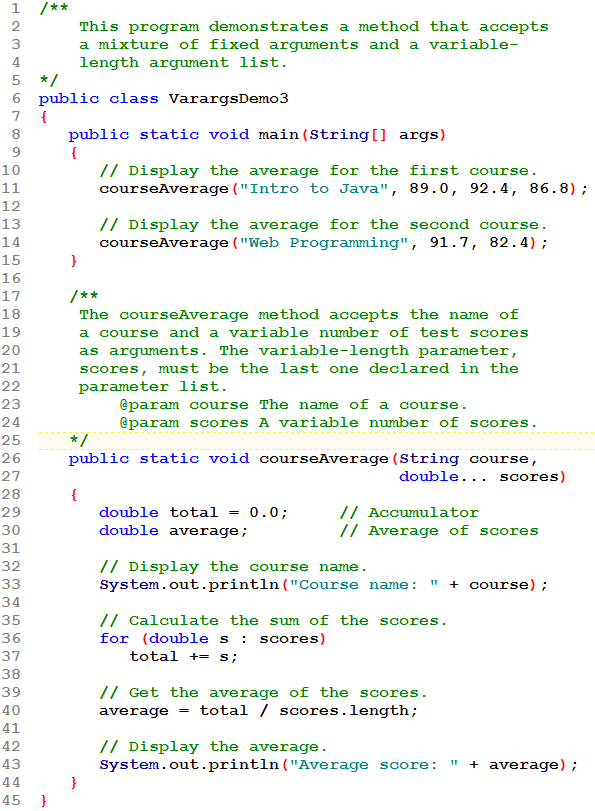 1 /**
2     This program demonstrates a method that accepts
3     a mixture of fixed arguments and a variable-
4     length argument list.
5 */
6 public class VarargsDemo3
7 {
8    public static void main(String[] args)
9    {
10       // Display the average for the first course.
11       courseAverage("Intro to Java", 89.0, 92.4, 86.8);
12
13       // Display the average for the second course.
14       courseAverage("Web Programming", 91.7, 82.4);
15    }
16
17    /**
18     The courseAverage method accepts the name of
19     a course and a variable number of test scores
20     as arguments. The variable-length parameter,
21     scores, must be the last one declared in the
22     parameter list.
23         @param course The name of a course.
24         @param scores A variable number of scores.
25    */
26    public static void courseAverage(String course,
27                                     double... scores)
28    {
29       double total = 0.0;     // Accumulator
30       double average;         // Average of scores
31
32       // Display the course name.
33       System.out.println("Course name: " + course);
34
35       // Calculate the sum of the scores.
36       for (double s : scores)
37          total += s;
38
39       // Get the average of the scores.
40       average = total / scores.length;
41
42       // Display the average.
43       System.out.println("Average score: " + average);
44    }
45 }